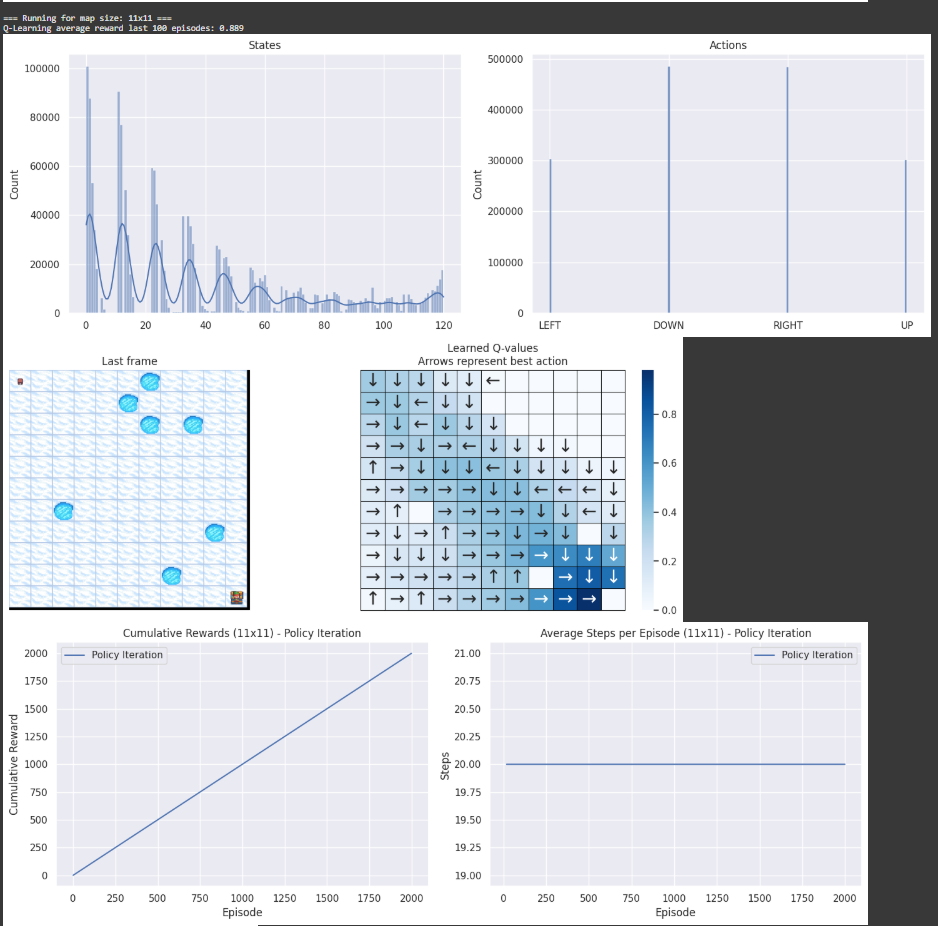 === Running for map size: 11x11 ===
Q-Learning average reward last 100 episodes: 0.889
States
Actions
100000
80000
60000
40000
20000
0
Count
0 20 40 60 80 100 120
500000
400000
300000
200000
100000
0
Count
LEFT DOWN RIGHT UP
Last frame
Learned Q-values
Arrows represent best action
↓ ↓ ↓ ↓ ↓ ←
→ ↓ ← ↓ ↓
→ ↓ ← ↓ ↓ ↓
→ → ↓ → ← ↓ ↓ ↓ ↓
↑ → ↓ ↓ ↓ ← ↓ ↓ ↓ ↓ ↓
→ → → → → ↓ ↓ ← ← ← ↓
→ ↑ → → → → ↓ ↓ ← ↓
→ ↓ → ↑ → → ↓ → ↓ ↓
→ ↓ ↓ ↓ → → → → ↓ ↓ ↓
→ → → → → ↑ ↑ → ↓ ↓
↑ → ↑ → → → → → → →
0.8
0.6
0.4
0.2
0.0
Cumulative Rewards (11x11) - Policy Iteration
Policy Iteration
2000
1750
1500
1250
1000
750
500
250
0
Cumulative Reward
0 250 500 750 1000 1250 1500 1750 2000
Episode
Average Steps per Episode (11x11) - Policy Iteration
Policy Iteration
21.00
20.75
20.50
20.25
20.00
19.75
19.50
19.25
19.00
Steps
0 250 500 750 1000 1250 1500 1750 2000
Episode